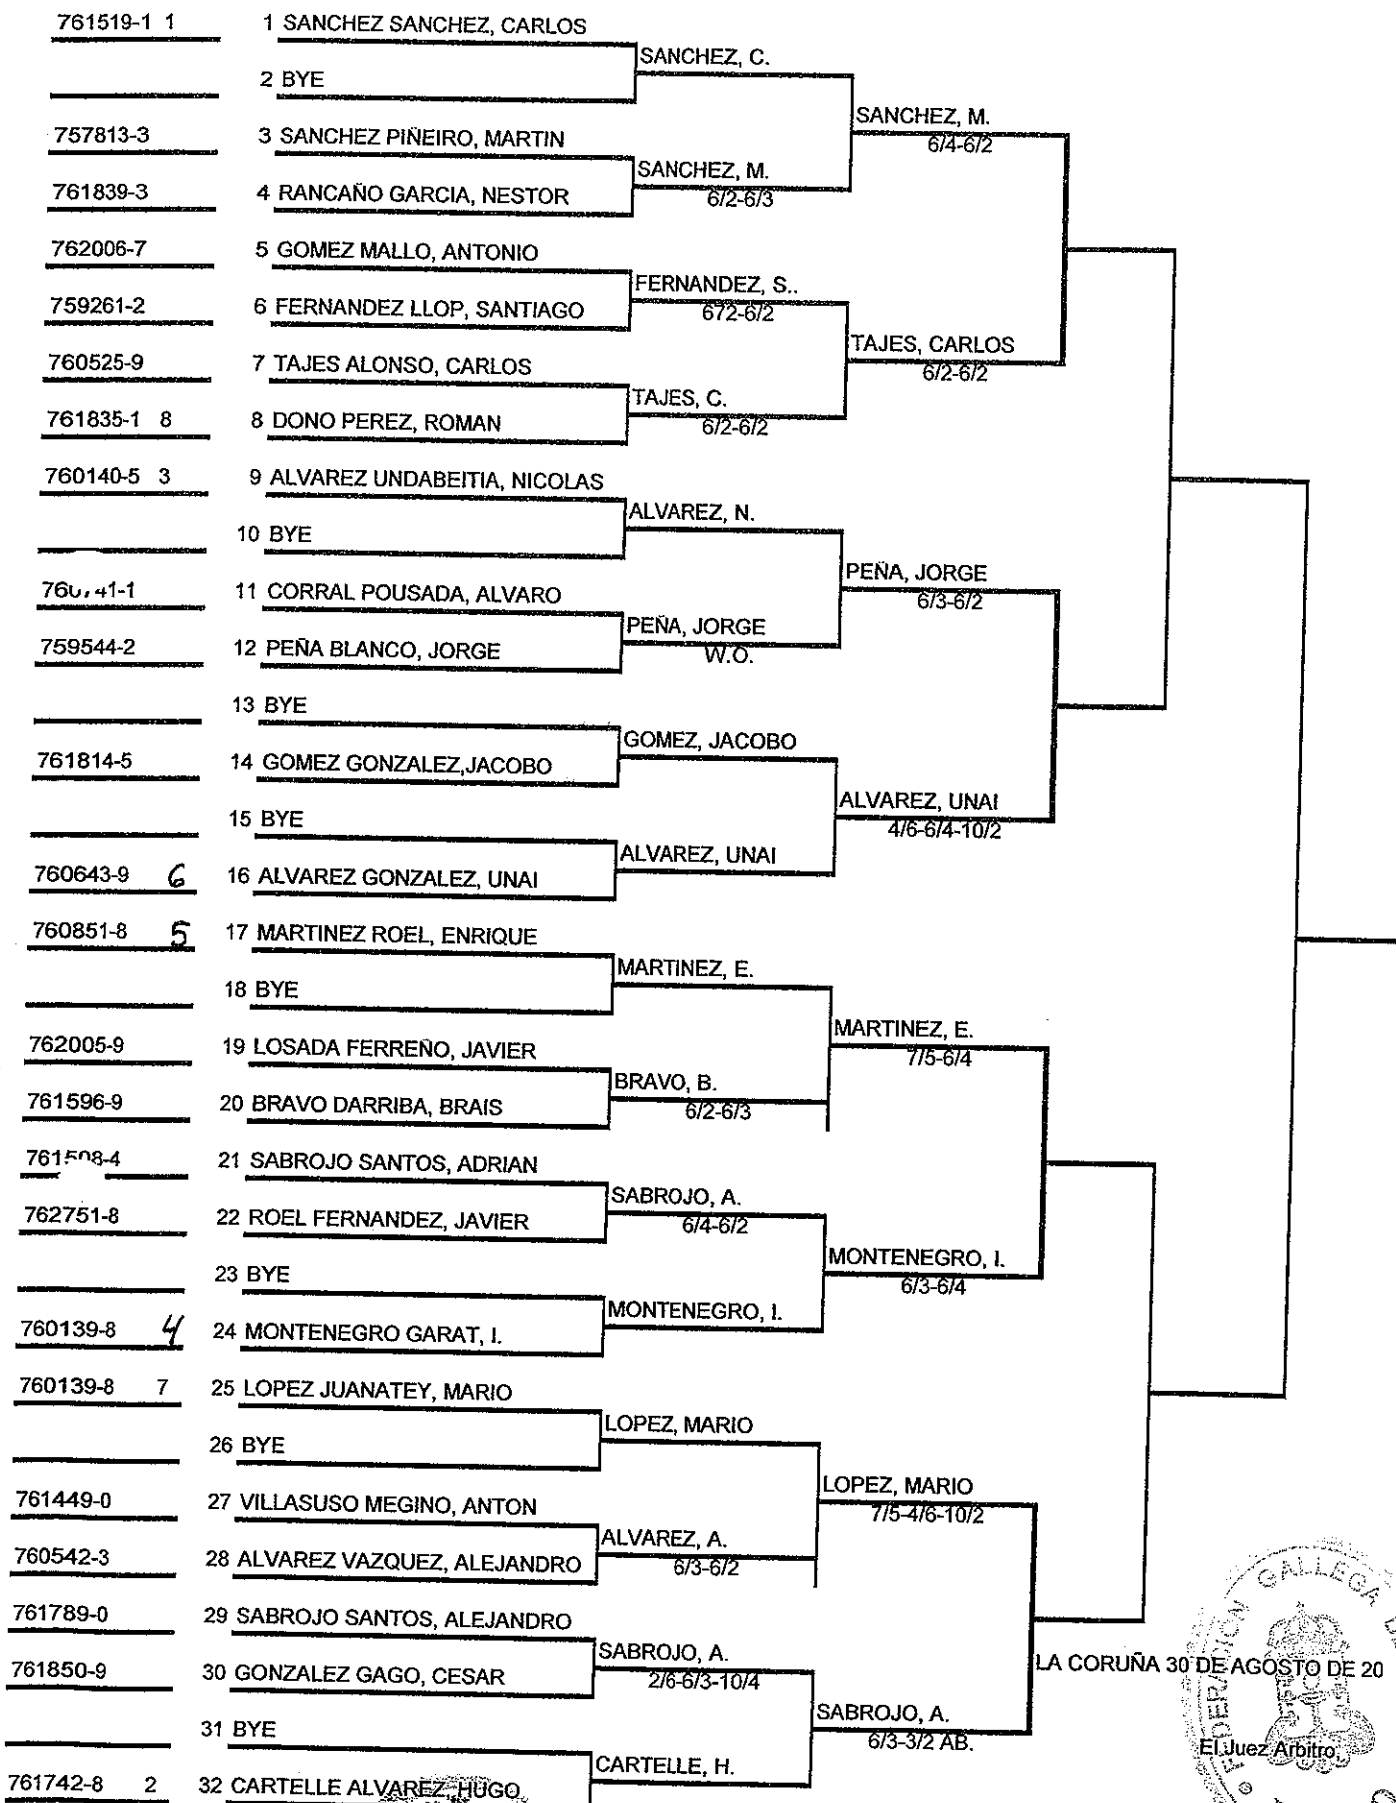 761519-1 1 1 SANCHEZ SANCHEZ, CARLOS
SANCHEZ, C.
2 BYE
SANCHEZ, M.
6/4-6/2
757813-3 3 SANCHEZ PIÑEIRO, MARTIN
SANCHEZ, M.
6/2-6/3
761839-3 4 RANCAÑO GARCIA, NESTOR
762006-7 5 GOMEZ MALLO, ANTONIO
FERNANDEZ, S..
672-6/2
759261-2 6 FERNANDEZ LLOP, SANTIAGO
TAJES, CARLOS
6/2-6/2
760525-9 7 TAJES ALONSO, CARLOS
TAJES, C.
6/2-6/2
761835-1 8 8 DONO PEREZ, ROMAN
760140-5 3 9 ALVAREZ UNDABEITIA, NICOLAS
ALVAREZ, N.
10 BYE
PEÑA, JORGE
6/3-6/2
11 CORRAL POUSADA, ALVARO
PEÑA, JORGE
W.O.
759544-2 12 PEÑA BLANCO, JORGE
13 BYE
GOMEZ, JACOBO
761814-5 14 GOMEZ GONZALEZ,JACOBO
ALVAREZ, UNAI
4/6-6/4-10/2
15 BYE
ALVAREZ, UNAI
760643-9 6 16 ALVAREZ GONZALEZ, UNAI
760851-8 5 17 MARTINEZ ROEL, ENRIQUE
MARTINEZ, E.
18 BYE
MARTINEZ, E.
7/5-6/4
762005-9 19 LOSADA FERREÑO, JAVIER
BRAVO, B.
6/2-6/3
761596-9 20 BRAVO DARRIBA, BRAIS
21 SABROJO SANTOS, ADRIAN
SABROJO, A.
6/4-6/2
762751-8 22 ROEL FERNANDEZ, JAVIER
MONTENEGRO, I.
6/3-6/4
23 BYE
MONTENEGRO, I.
760139-8 4 24 MONTENEGRO GARAT, I.
760139-8 7 25 LOPEZ JUANATEY, MARIO
LOPEZ, MARIO
26 BYE
LOPEZ, MARIO
7/5-4/6-10/2
761449-0 27 VILLASUSO MEGINO, ANTON
ALVAREZ, A.
6/3-6/2
760542-3 28 ALVAREZ VAZQUEZ, ALEJANDRO
761789-0 29 SABROJO SANTOS, ALEJANDRO
SABROJO, A.
2/6-6/3-10/4
761850-9 30 GONZALEZ GAGO, CESAR
LA CORUÑA 30 DE AGOSTO DE 20
SABROJO, A.
6/3-3/2 AB.
31 BYE
CARTELLE, H.
761742-8 2 32 CARTELLE ALVAREZ, HUGO
FEDERACIÓN GALLEGA
El Juez Arbitro,